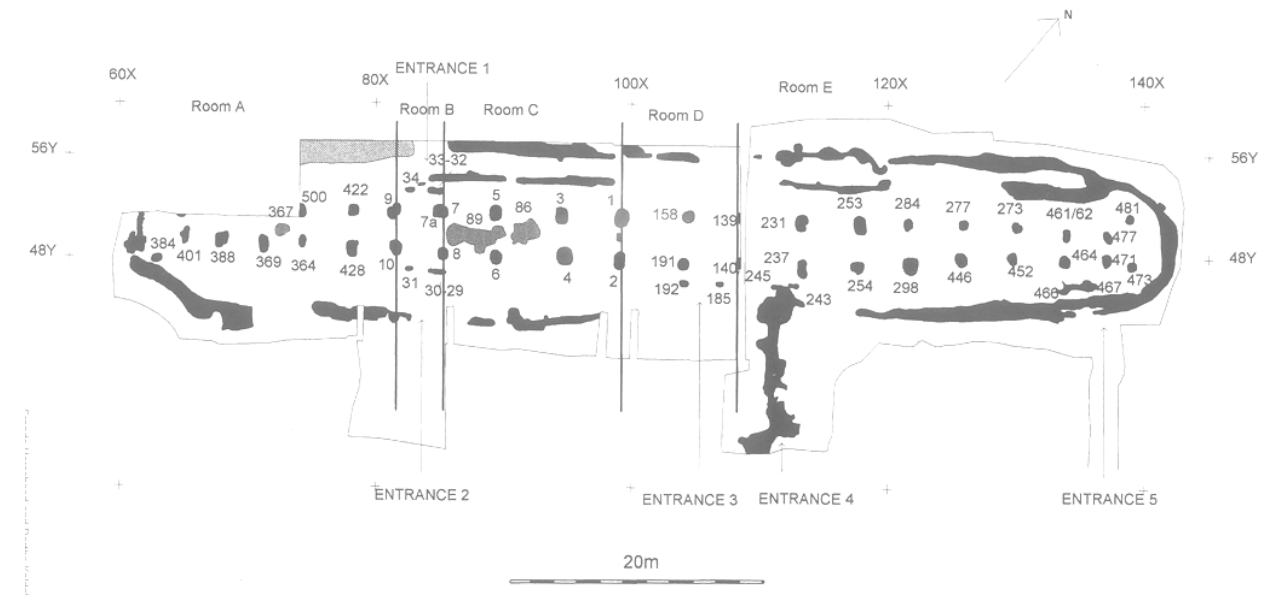 N
ENTRANCE 1
60X 80X 100X 120X 140X
Room A Room B Room C Room D Room E
56Y 56Y
33-32
34
500 422 9 7 5 3 1 158 139 231 253 284 277 273 461/62 481
367 7a 89 86
477
48Y 384 401 388 369 364 428 10 8 6 4 2 191 140 237 464 471 48Y
245
31 30-29 192 185 243 254 298 446 452 466 467 473
ENTRANCE 2 ENTRANCE 3 ENTRANCE 4 ENTRANCE 5
20m